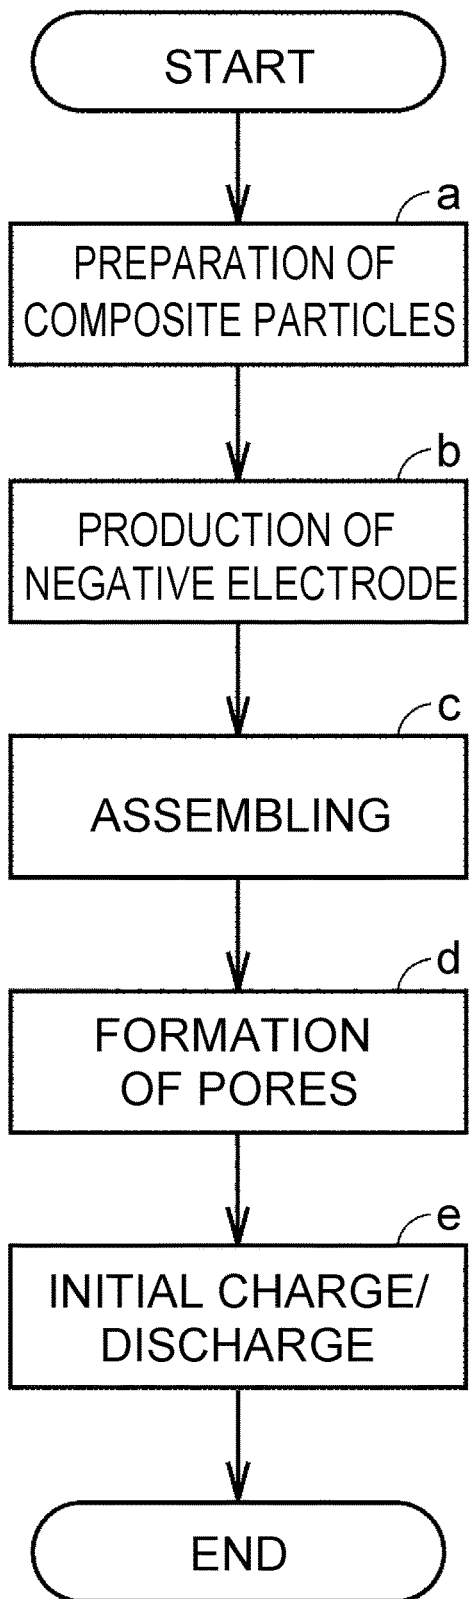 START
a
PREPARATION OF
COMPOSITE PARTICLES
b
PRODUCTION OF
NEGATIVE ELECTRODE
c
ASSEMBLING
d
FORMATION
OF PORES
e
INITIAL CHARGE/
DISCHARGE
END